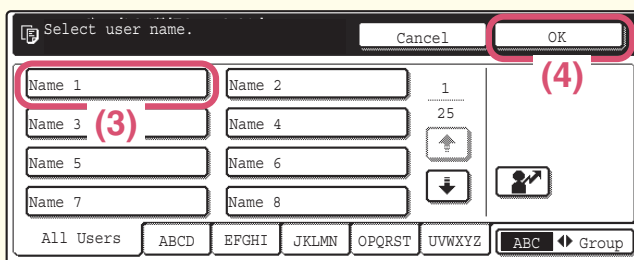 Select user name.
Cancel
OK
Name 1
Name 2
(3)
(4)
1
25
Name 3
Name 4
Name 5
Name 6
Name 7
Name 8
All Users
ABCD
EFGHI
JKLMN
OPQRST
UVWXYZ
ABC
Group